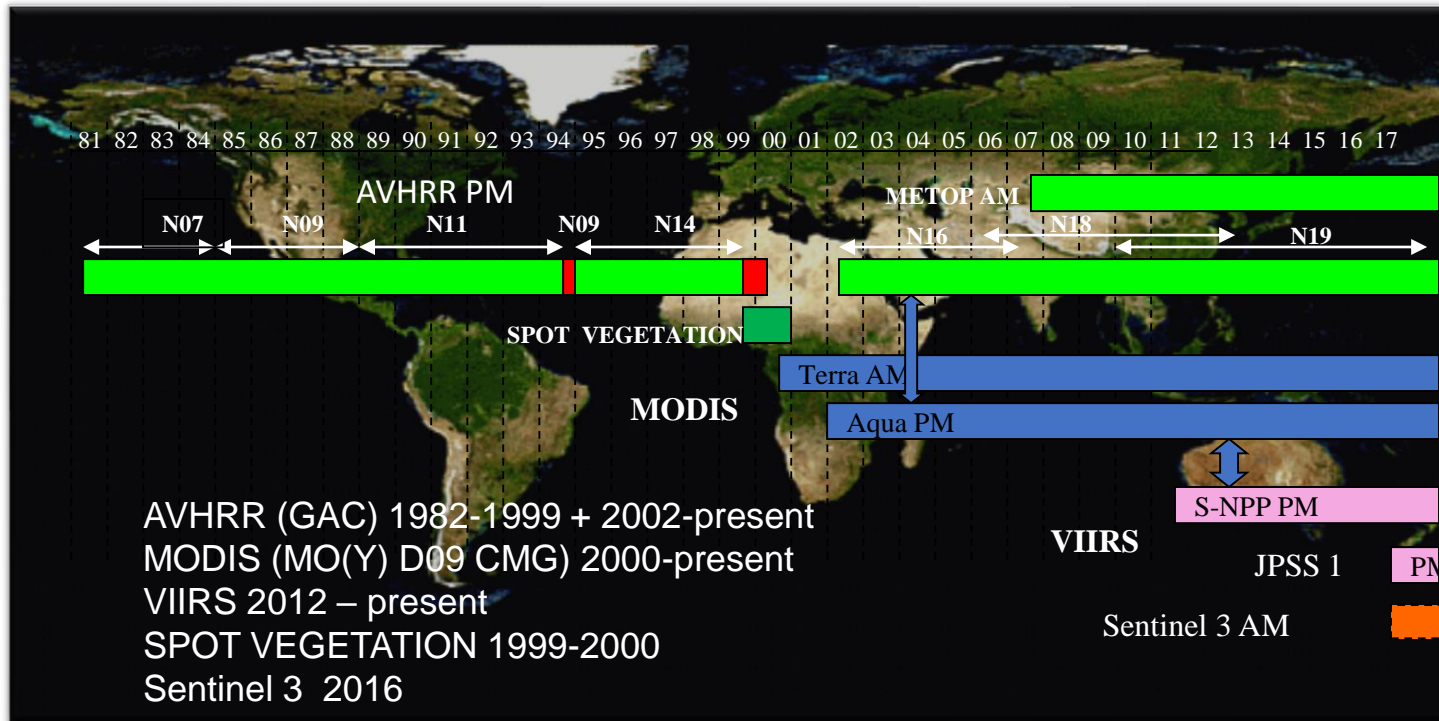 81 82 83 84 85 86 87 88 89 90 91 92 93 94 95 96 97 98 99 00 01 02 03 04 05 06 07 08 09 10 11 12 13 14 15 16 17
AVHRR PM
METOP AM
N07 N09 N11 N09 N14 N16 N18 N19
SPOT VEGETATION
Terra AM
MODIS
Aqua PM
S-NPP PM
VIIRS
JPSS 1 PM
Sentinel 3 AM
AVHRR (GAC) 1982-1999 + 2002-present
MODIS (MO(Y) D09 CMG) 2000-present
VIIRS 2012 – present
SPOT VEGETATION 1999-2000
Sentinel 3 2016